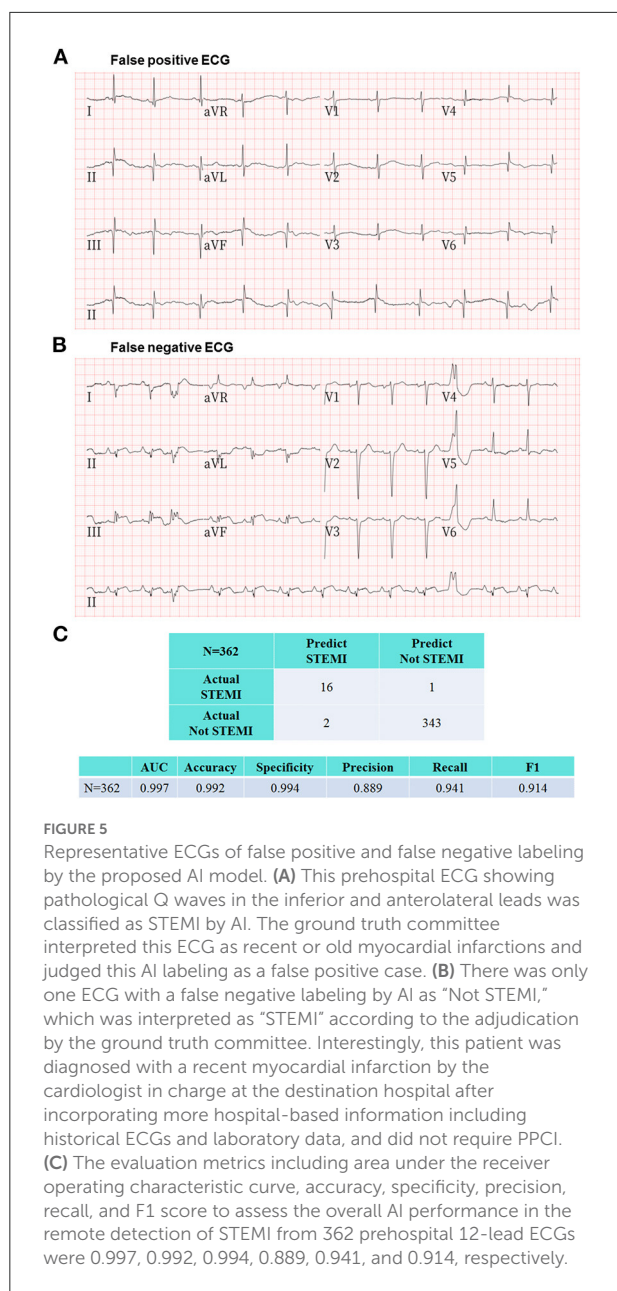 A
False positive ECG
I aVR V1 V4
II aVL V2 V5
III aVF V3 V6
II
B
False negative ECG
I aVR V1 V4
II aVL V2 V5
III aVF V3 V6
II
C
N=362 Predict STEMI Predict Not STEMI
Actual STEMI 16 1
Actual Not STEMI 2 343
AUC Accuracy Specificity Precision Recall F1
N=362 0.997 0.992 0.994 0.889 0.941 0.914
FIGURE 5
Representative ECGs of false positive and false negative labeling
by the proposed AI model. (A) This prehospital ECG showing
pathological Q waves in the inferior and anterolateral leads was
classified as STEMI by AI. The ground truth committee
interpreted this ECG as recent or old myocardial infarctions and
judged this AI labeling as a false positive case. (B) There was only
one ECG with a false negative labeling by AI as “Not STEMI,“
which was interpreted as “STEMI” according to the adjudication
by the ground truth committee. Interestingly, this patient was
diagnosed with a recent myocardial infarction by the
cardiologist in charge at the destination hospital after
incorporating more hospital-based information including
historical ECGs and laboratory data, and did not require PPCI.
(C) The evaluation metrics including area under the receiver
operating characteristic curve, accuracy, specificity, precision,
recall, and F1 score to assess the overall AI performance in the
remote detection of STEMI from 362 prehospital 12-lead ECGs
were 0.997, 0.992, 0.994, 0.889, 0.941, and 0.914, respectively.